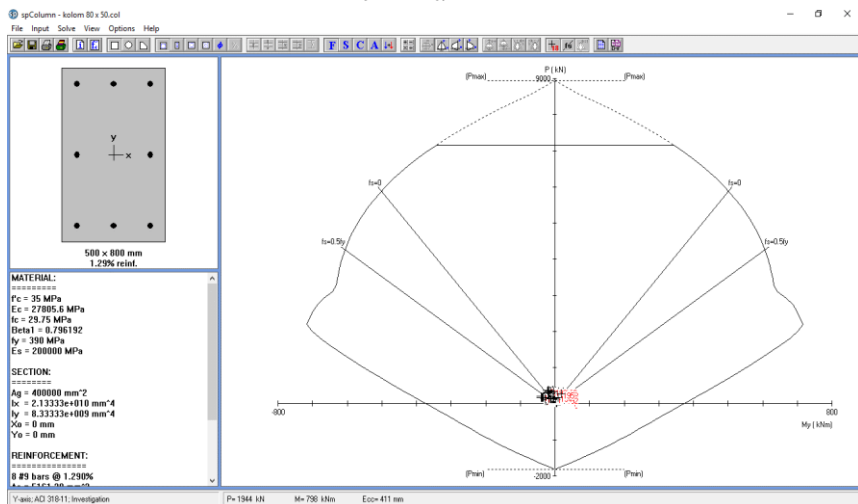 spColumn - kolom 80 x 50.col
File Input Solve View Options Help
F S C A
y
x
500 x 800 mm
1.29% reinf.
MATERIAL:
=========
f'c = 35 MPa
Ec = 27805.6 MPa
fc = 29.75 MPa
Beta1 = 0.796192
fy = 390 MPa
Es = 200000 MPa
SECTION:
========
Ag = 400000 mm^2
Ix = 2.13333e+010 mm^4
Iy = 8.33333e+009 mm^4
Xo = 0 mm
Yo = 0 mm
REINFORCEMENT:
===============
8 #9 bars @ 1.290%
P ( kN)
(Pmax) 9000 (Pmax)
fs=0 fs=0
fs=0.5fy fs=0.5fy
-800 800
My ( kNm)
(Pmin) -2000 (Pmin)
Y-axis; ACI 318-11; Investigation P= 1944 kN M= 798 kNm Ecc= 411 mm